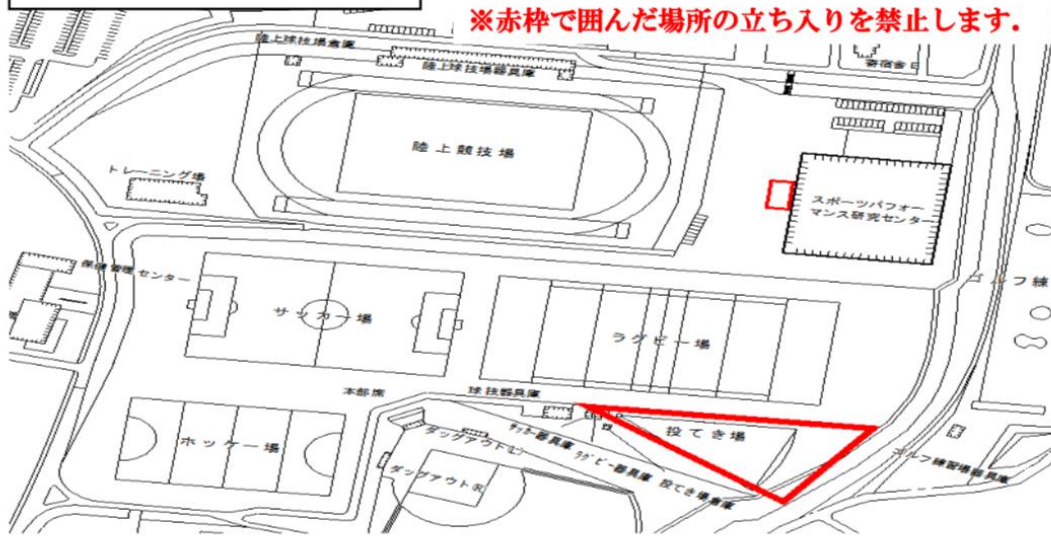 ※赤枠で囲んだ場所の立ち入りを禁止します.
陸上球技場倉庫
陸上球技場器具庫
寄宿舎E
陸上競技場
トレーニング場
スポーツパフォー
マンス研究センター
保健管理センター
ゴルフ練
サッカー場
ラグビー場
本部席
球技器具庫
投てき場
ホッケー場
ダッグアウト(L)
ダッグアウト(R)
サッカー器具庫
ラグビー器具庫
投てき場倉庫
ゴルフ練習場器具庫